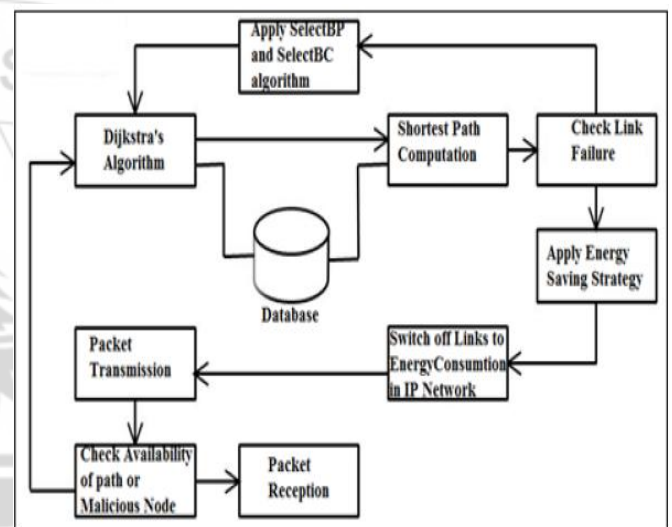 Apply SelectBP
and SelectBC
algorithm
Dijkstra's
Algorithm
Shortest Path
Computation
Check Link
Failure
Database
Apply Energy
Saving Strategy
Switch off Links to
EnergyConsumtion
in IP Network
Packet
Transmission
Check Availability
of path or
Malicious Node
Packet
Reception